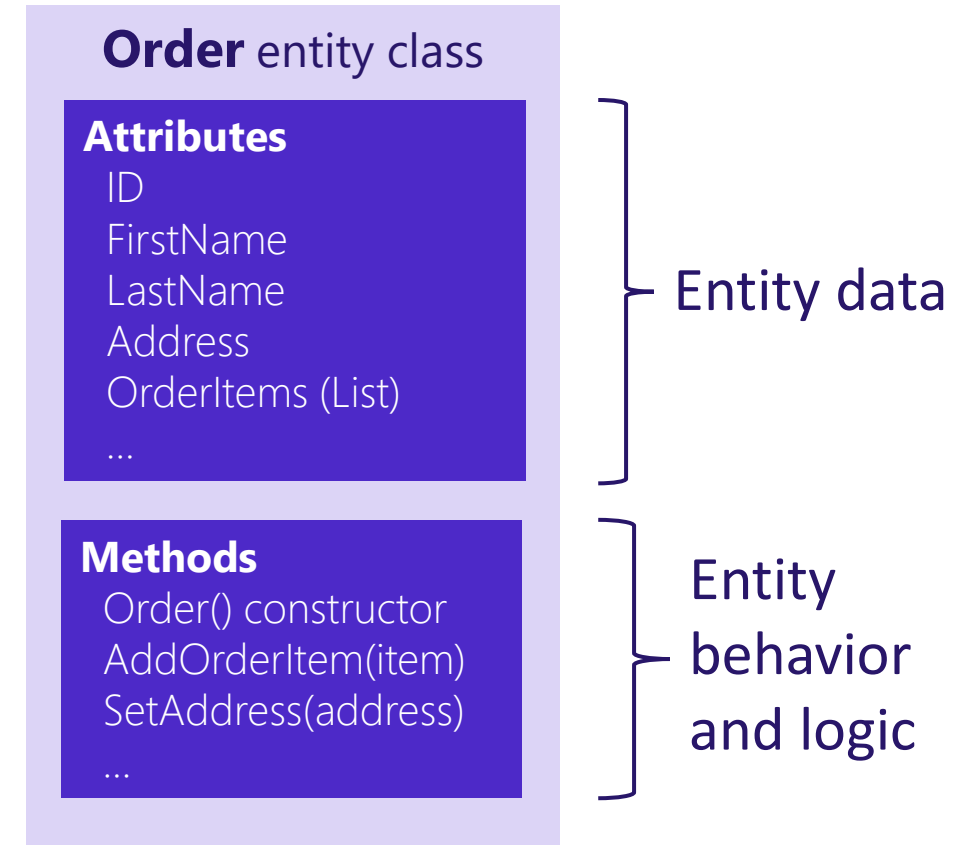 Order entity class
Attributes
ID
FirstName
LastName
Address
OrderItems (List)
...
Entity data
Methods
Order() constructor
AddOrderItem(item)
SetAddress(address)
...
Entity
behavior
and logic